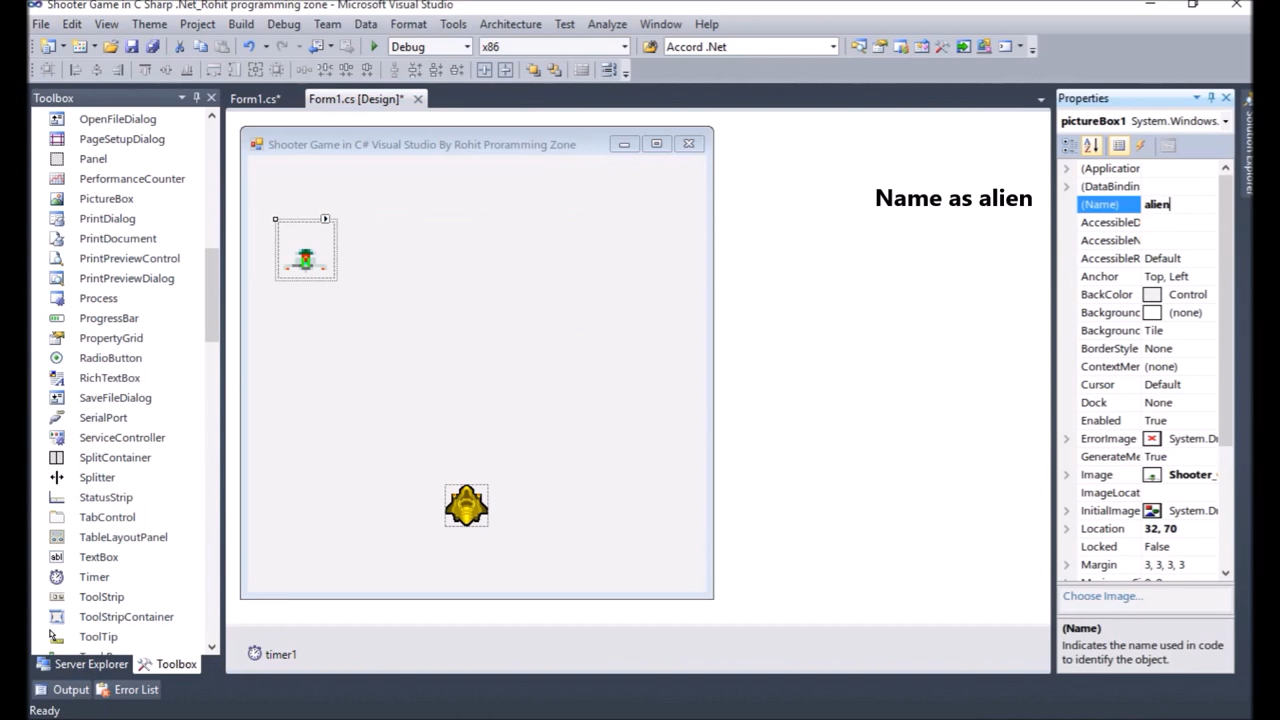 Shooter Game in C Sharp .Net_Rohit programming zone - Microsoft Visual Studio
File Edit View Theme Project Build Debug Team Data Format Tools Architecture Test Analyze Window Help
Debug x86 Accord .Net
Toolbox
OpenFileDialog
PageSetupDialog
Panel
PerformanceCounter
PictureBox
PrintDialog
PrintDocument
PrintPreviewControl
PrintPreviewDialog
Process
ProgressBar
PropertyGrid
RadioButton
RichTextBox
SaveFileDialog
SerialPort
ServiceController
SplitContainer
Splitter
StatusStrip
TabControl
TableLayoutPanel
TextBox
Timer
ToolStrip
ToolStripContainer
ToolTip
Server Explorer Toolbox
Form1.cs* Form1.cs [Design]*
Shooter Game in C# Visual Studio By Rohit Proramming Zone
Name as alien
timer1
Properties
pictureBox1 System.Windows.
(Application
(DataBindin
(Name) alien
AccessibleD
AccessibleN
AccessibleR Default
Anchor Top, Left
BackColor Control
Backgrounc (none)
Backgrounc Tile
BorderStyle None
ContextMer (none)
Cursor Default
Dock None
Enabled True
ErrorImage System.Dr
GenerateMe True
Image Shooter_
ImageLocat
InitialImage System.Dr
Location 32, 70
Locked False
Margin 3, 3, 3, 3
Choose Image...
(Name)
Indicates the name used in code
to identify the object.
Solution Explorer
Output Error List
Ready